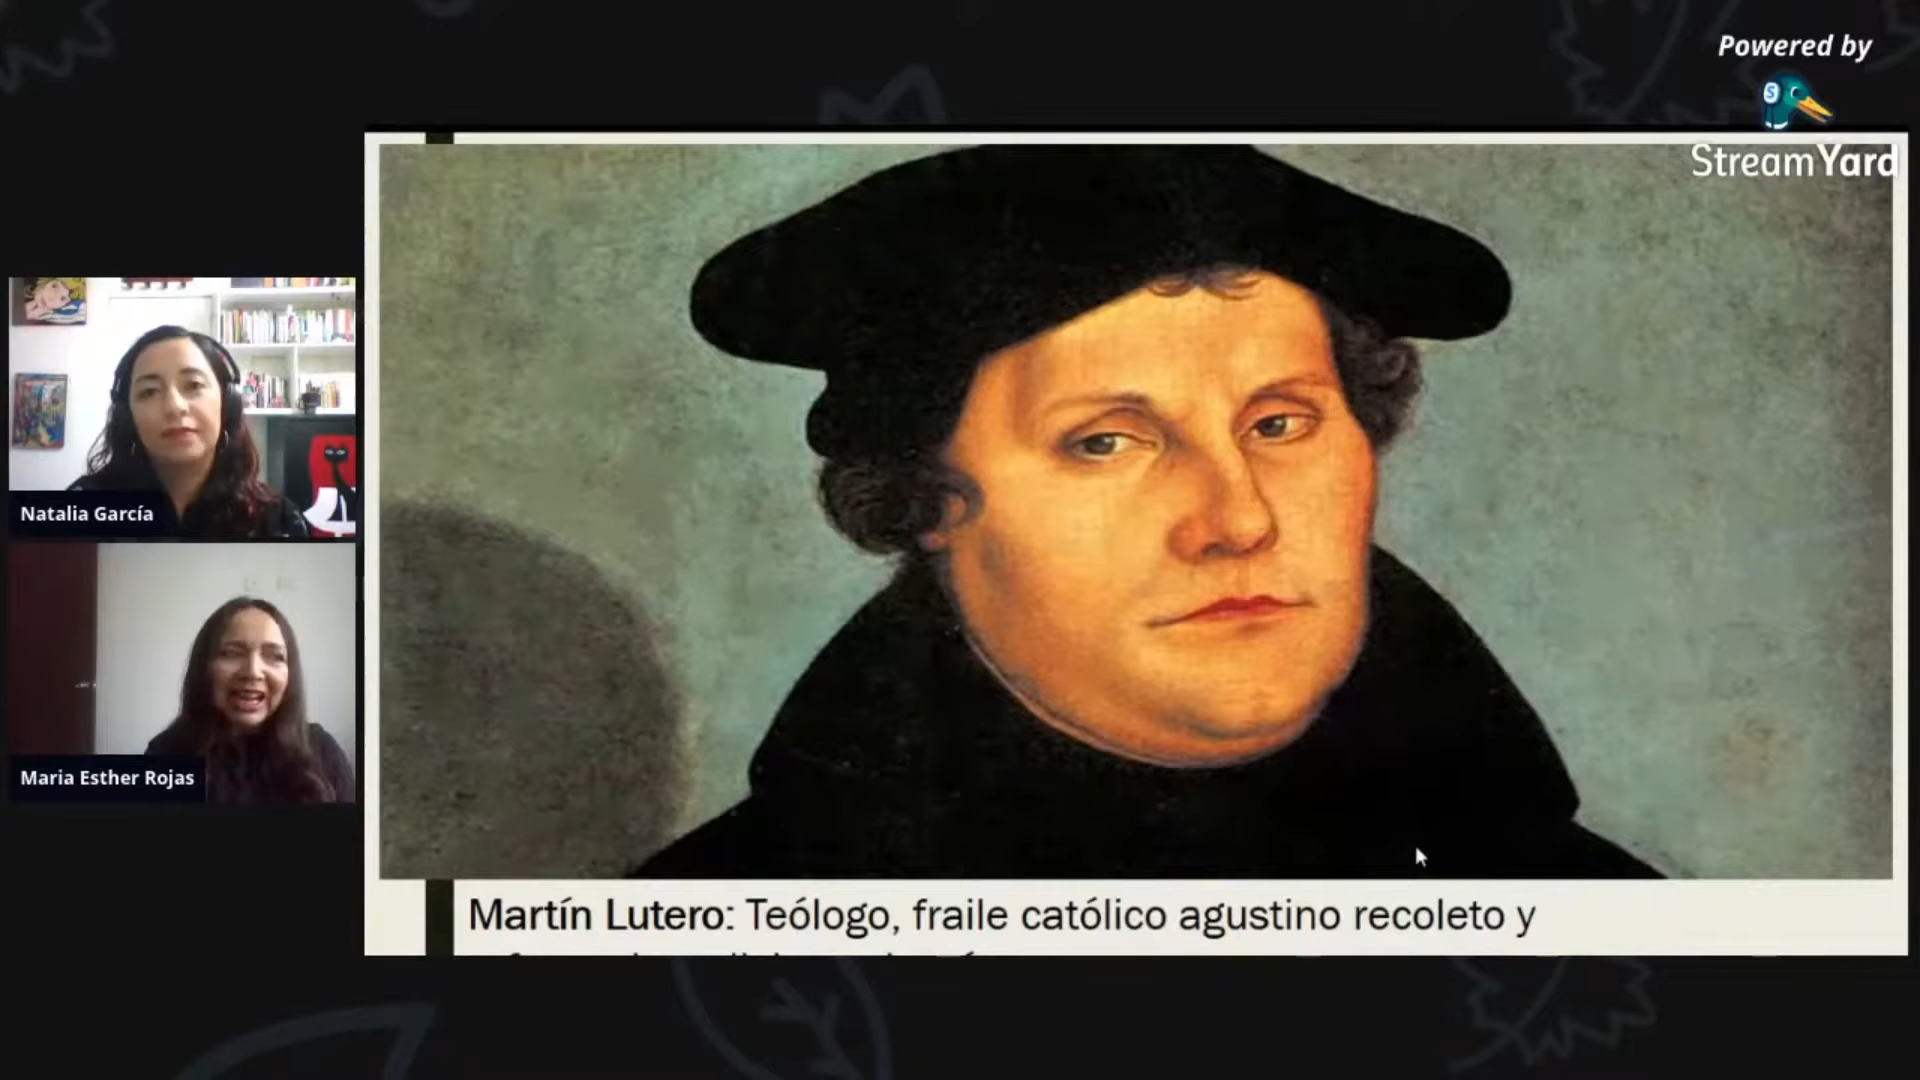 Powered by
StreamYard
Natalia García
Maria Esther Rojas
Martín Lutero: Teólogo, fraile católico agustino recoleto y